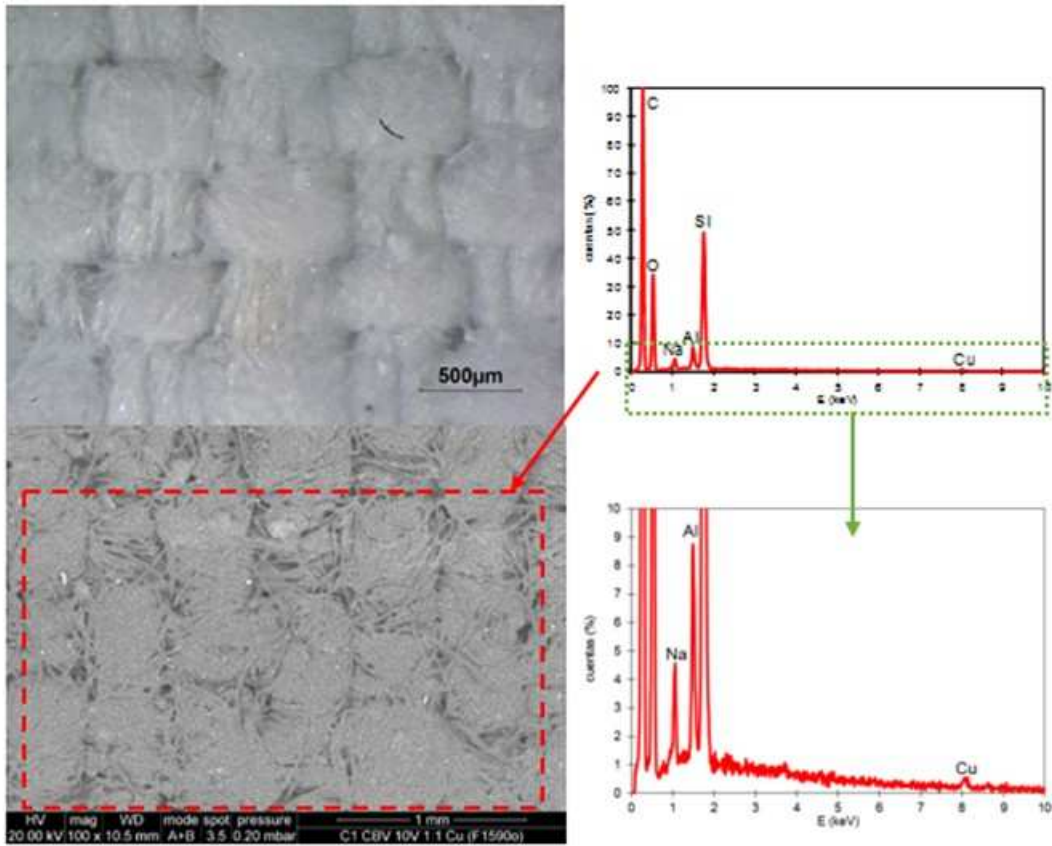 500µm
HV mag WD mode spot pressure 1 mm
20.00 kV 100 x 10.5 mm A+B 3.5 0.20 mbar C1 CBV 10V 1:1 Cu (F1590o)
cuentas (%)
100
90
80
70
60
50
40
30
20
10
0
C
O
Na
Al
Si
Cu
0 1 2 3 4 5 6 7 8 9 10
E (keV)
cuentas (%)
10
9
8
7
6
5
4
3
2
1
0
Na
Al
Cu
0 1 2 3 4 5 6 7 8 9 10
E (keV)